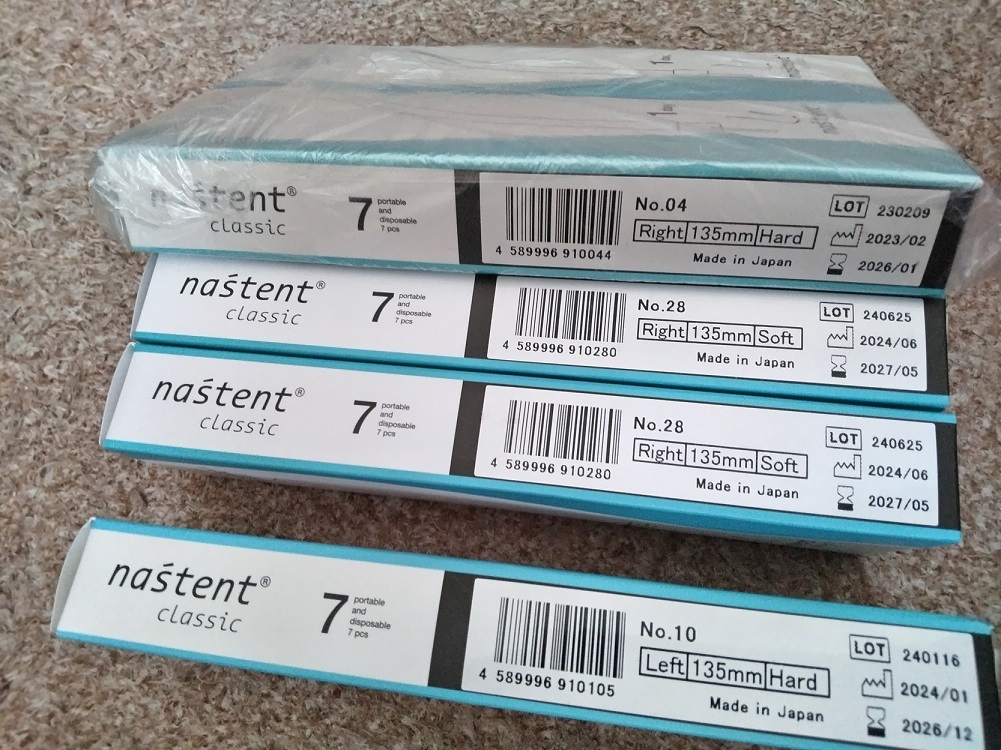 naśtent®
classic
7
portable
and
disposable
7 pcs
4 589996 910044
No.04
Right 135mm Hard
Made in Japan
LOT 230209
2023/02
2026/01
naśtent®
classic
7
portable
and
disposable
7 pcs
4 589996 910280
No.28
Right 135mm Soft
Made in Japan
LOT 240625
2024/06
2027/05
naśtent®
classic
7
portable
and
disposable
7 pcs
4 589996 910280
No.28
Right 135mm Soft
Made in Japan
LOT 240625
2024/06
2027/05
naśtent®
classic
7
portable
and
disposable
7 pcs
4 589996 910105
No.10
Left 135mm Hard
Made in Japan
LOT 240116
2024/01
2026/12